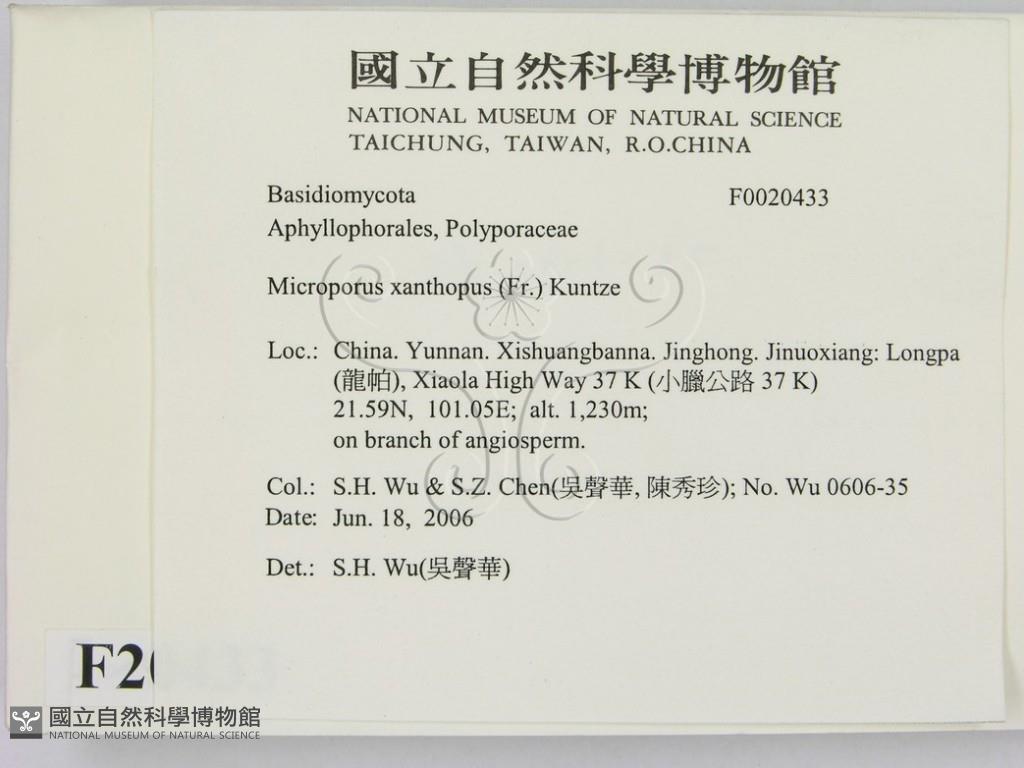 國立自然科學博物館
NATIONAL MUSEUM OF NATURAL SCIENCE
TAICHUNG, TAIWAN, R.O.CHINA
Basidiomycota F0020433
Aphyllophorales, Polyporaceae
Microporus xanthopus (Fr.) Kuntze
Loc.: China. Yunnan. Xishuangbanna. Jinghong. Jinuoxiang: Longpa
(龍帕), Xiaola High Way 37 K (小臘公路 37 K)
21.59N, 101.05E; alt. 1,230m;
on branch of angiosperm.
Col.: S.H. Wu & S.Z. Chen(吳聲華, 陳秀珍); No. Wu 0606-35
Date: Jun. 18, 2006
Det.: S.H. Wu(吳聲華)
F20433
國立自然科學博物館
NATIONAL MUSEUM OF NATURAL SCIENCE